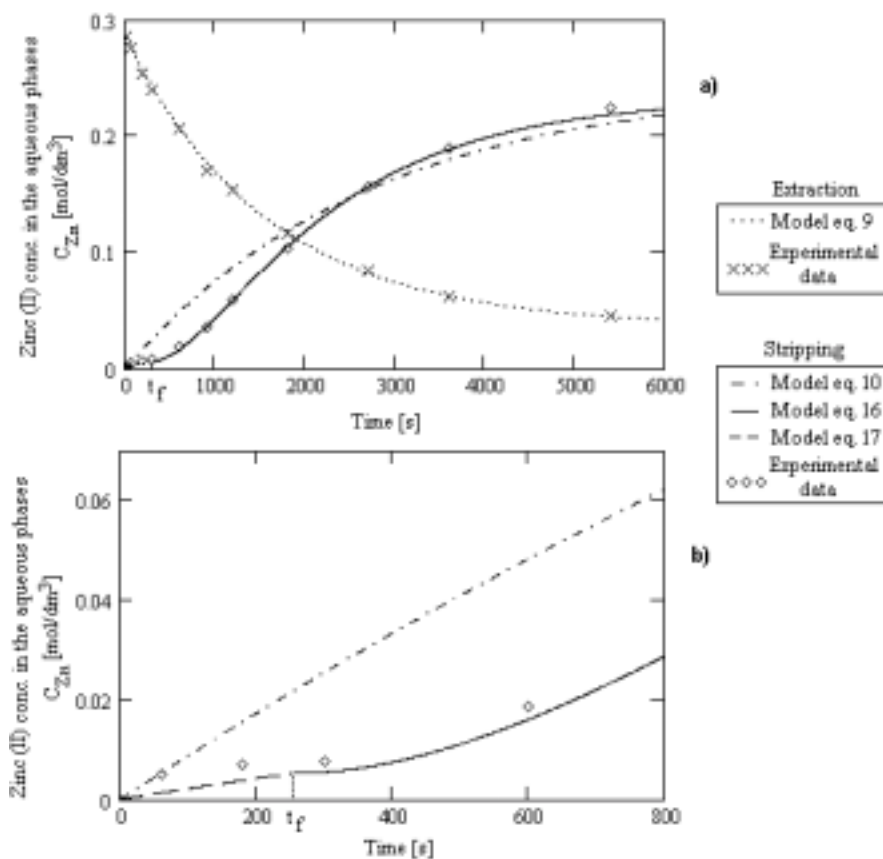 0.3
0.2
0.1
0
0 1000 2000 3000 4000 5000 6000
t_f
Time [s]
Zinc (II) conc. in the aqueous phases
C_Zn [mol/dm³]
a)
Extraction
Model eq. 9
Experimental
data
Stripping
Model eq. 10
Model eq. 16
Model eq. 17
Experimental
data
0.06
0.04
0.02
0
0 200 400 600 800
t_f
Time [s]
Zinc (II) conc. in the aqueous phases
C_Zn [mol/dm³]
b)